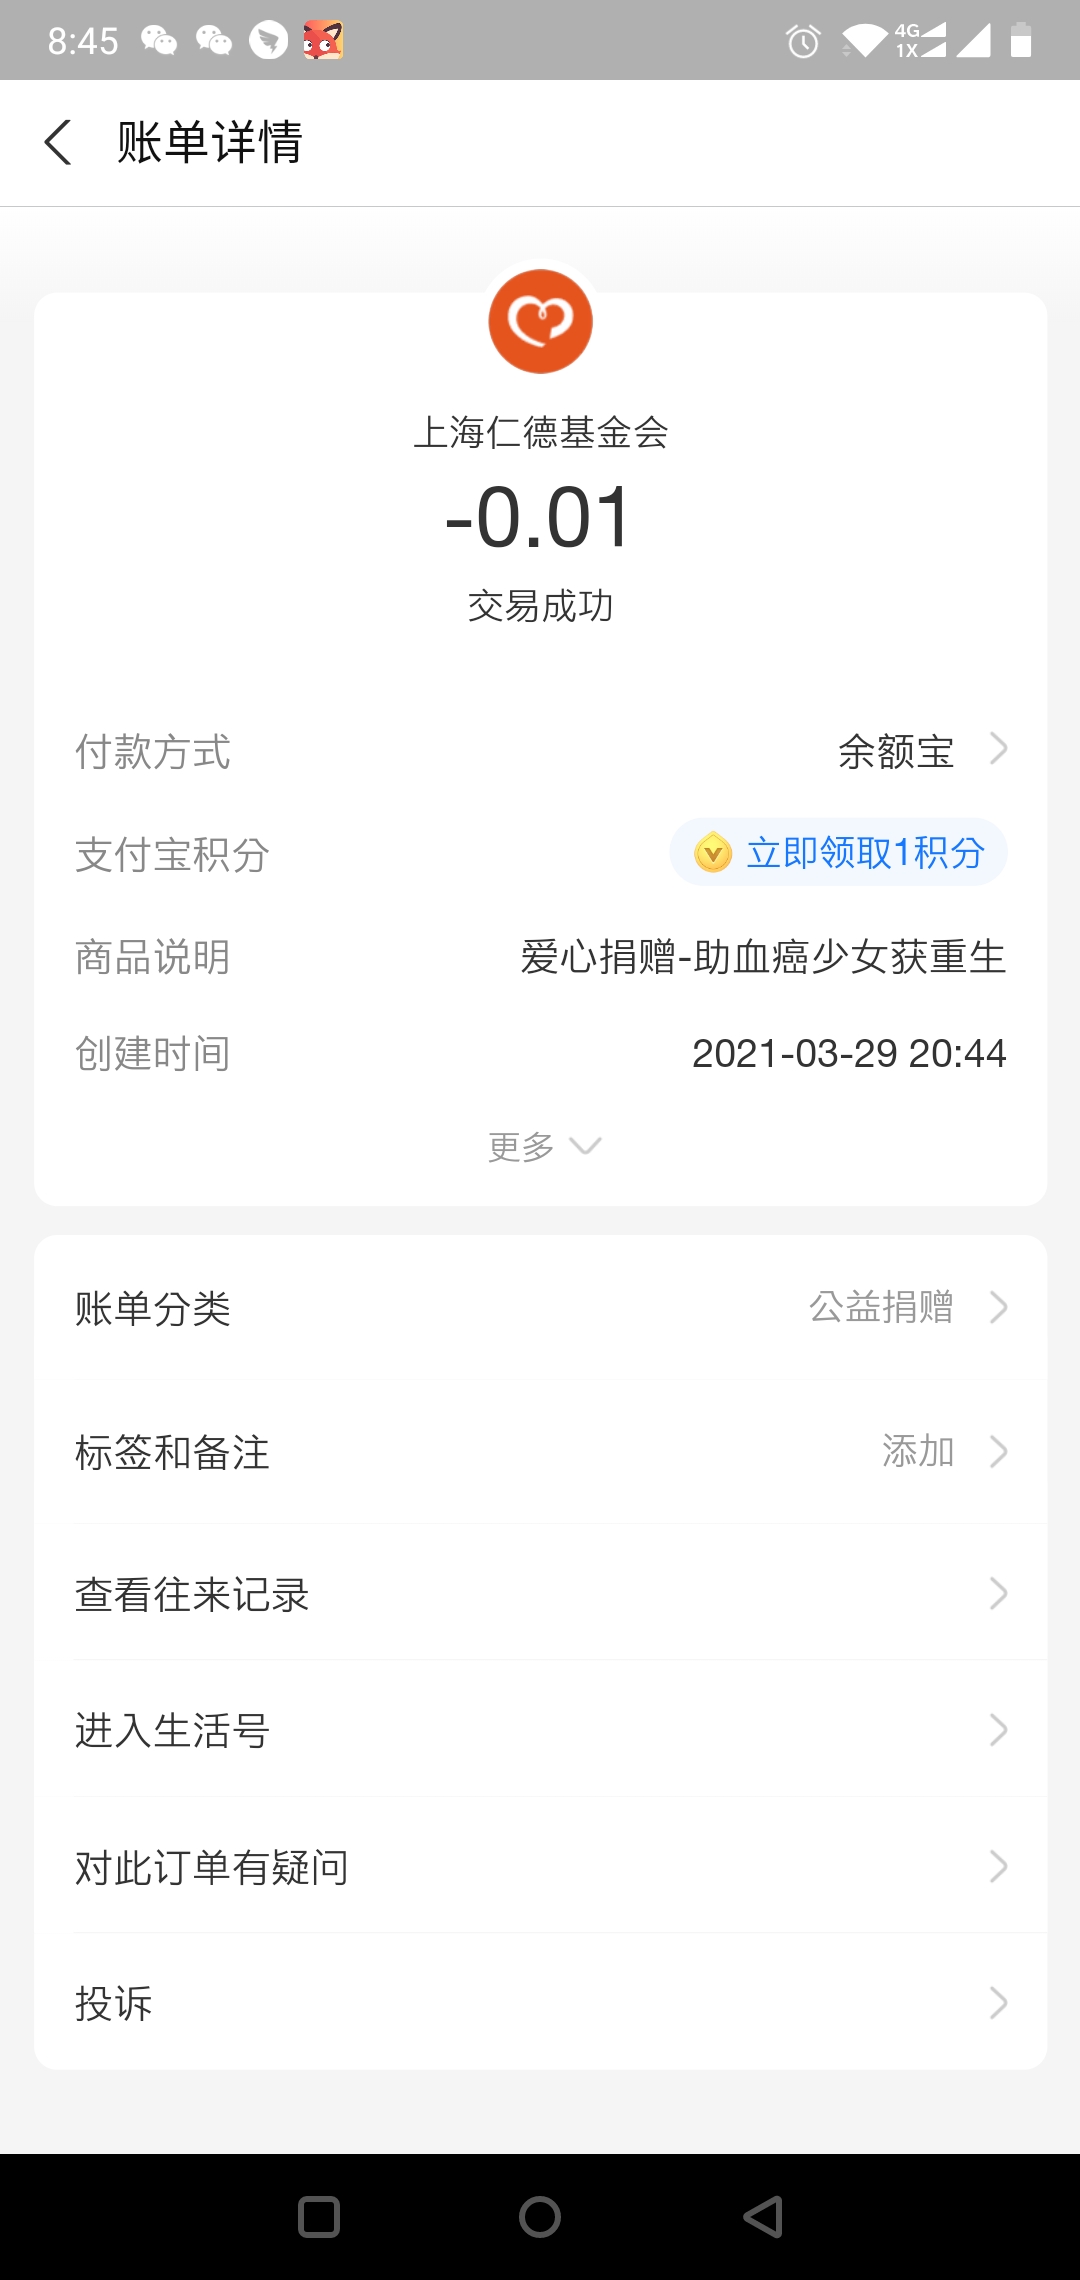 8:45
4G
1X
账单详情
上海仁德基金会
-0.01
交易成功
付款方式 余额宝
支付宝积分 立即领取1积分
商品说明 爱心捐赠-助血癌少女获重生
创建时间 2021-03-29 20:44
更多
账单分类 公益捐赠
标签和备注 添加
查看往来记录
进入生活号
对此订单有疑问
投诉